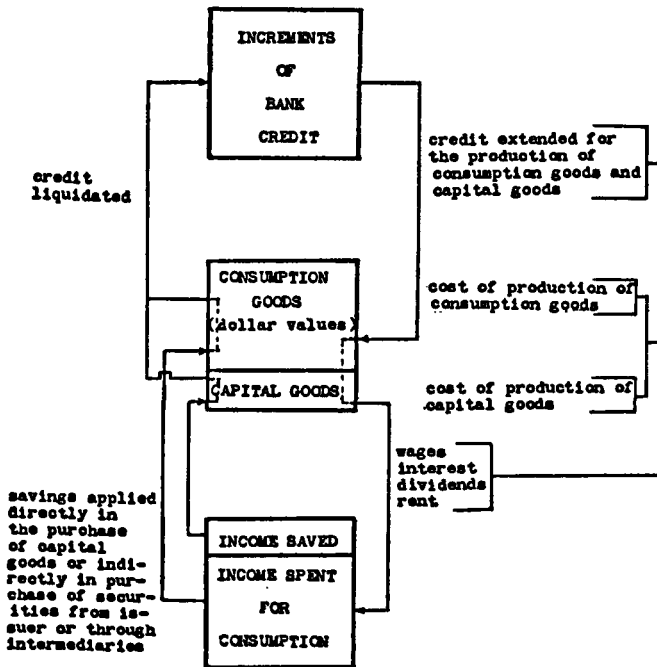 INCREMENTS
OF
BANK
CREDIT
credit
liquidated
credit extended for
the production of
consumption goods and
capital goods
CONSUMPTION
GOODS
(dollar values)
CAPITAL GOODS
cost of production of
consumption goods
cost of production of
capital goods
wages
interest
dividends
rent
savings applied
directly in
the purchase
of capital
goods or indi-
rectly in pur-
chase of secur-
ities from is-
suer or through
intermediaries
INCOME SAVED
INCOME SPENT
FOR
CONSUMPTION